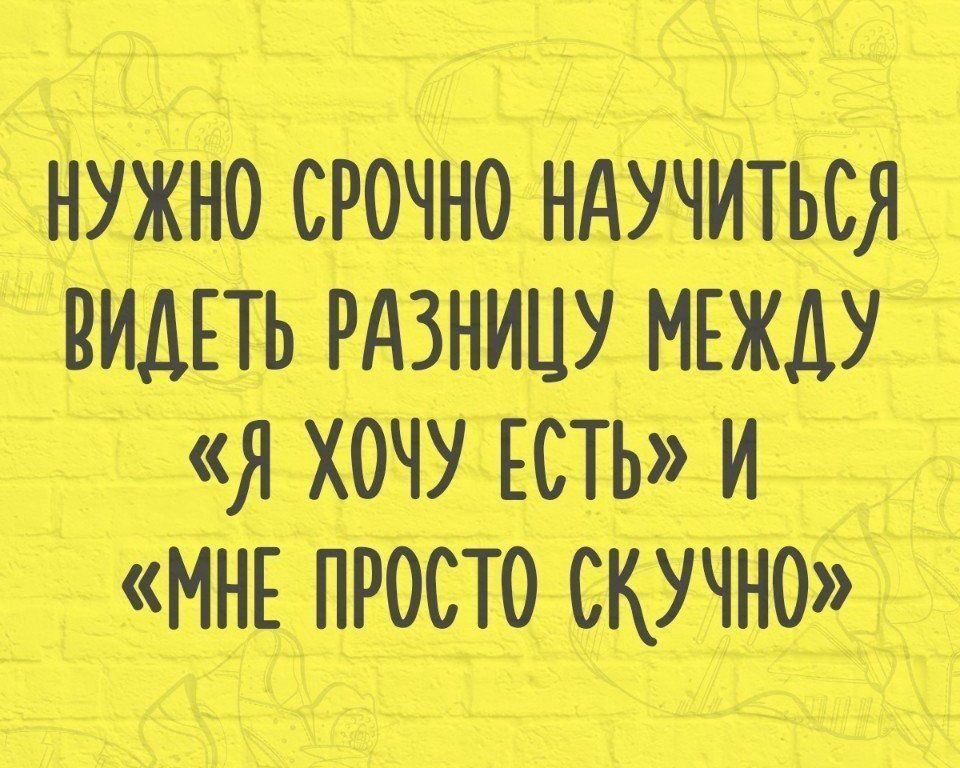 НУЖНО СРОЧНО НАУЧИТЬСЯ
ВИДЕТЬ РАЗНИЦУ МЕЖДУ
«Я ХОЧУ ЕСТЬ» И
«МНЕ ПРОСТО СКУЧНО»